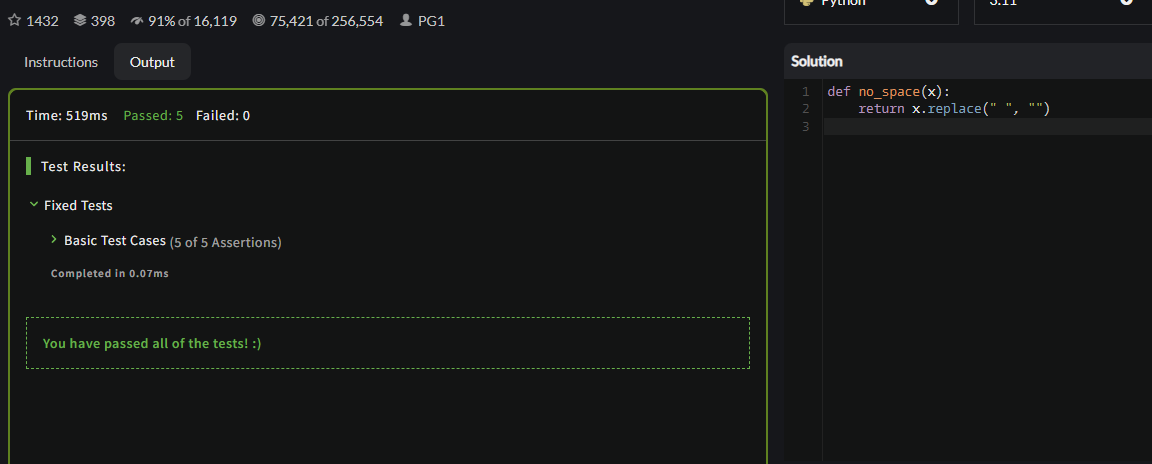 1432 398 91% of 16,119 75,421 of 256,554 PG1
Python 3.11
Instructions Output
Time: 519ms Passed: 5 Failed: 0
Test Results:
Fixed Tests
Basic Test Cases (5 of 5 Assertions)
Completed in 0.07ms
You have passed all of the tests! :)
Solution
1 def no_space(x):
2     return x.replace(" ", "")
3